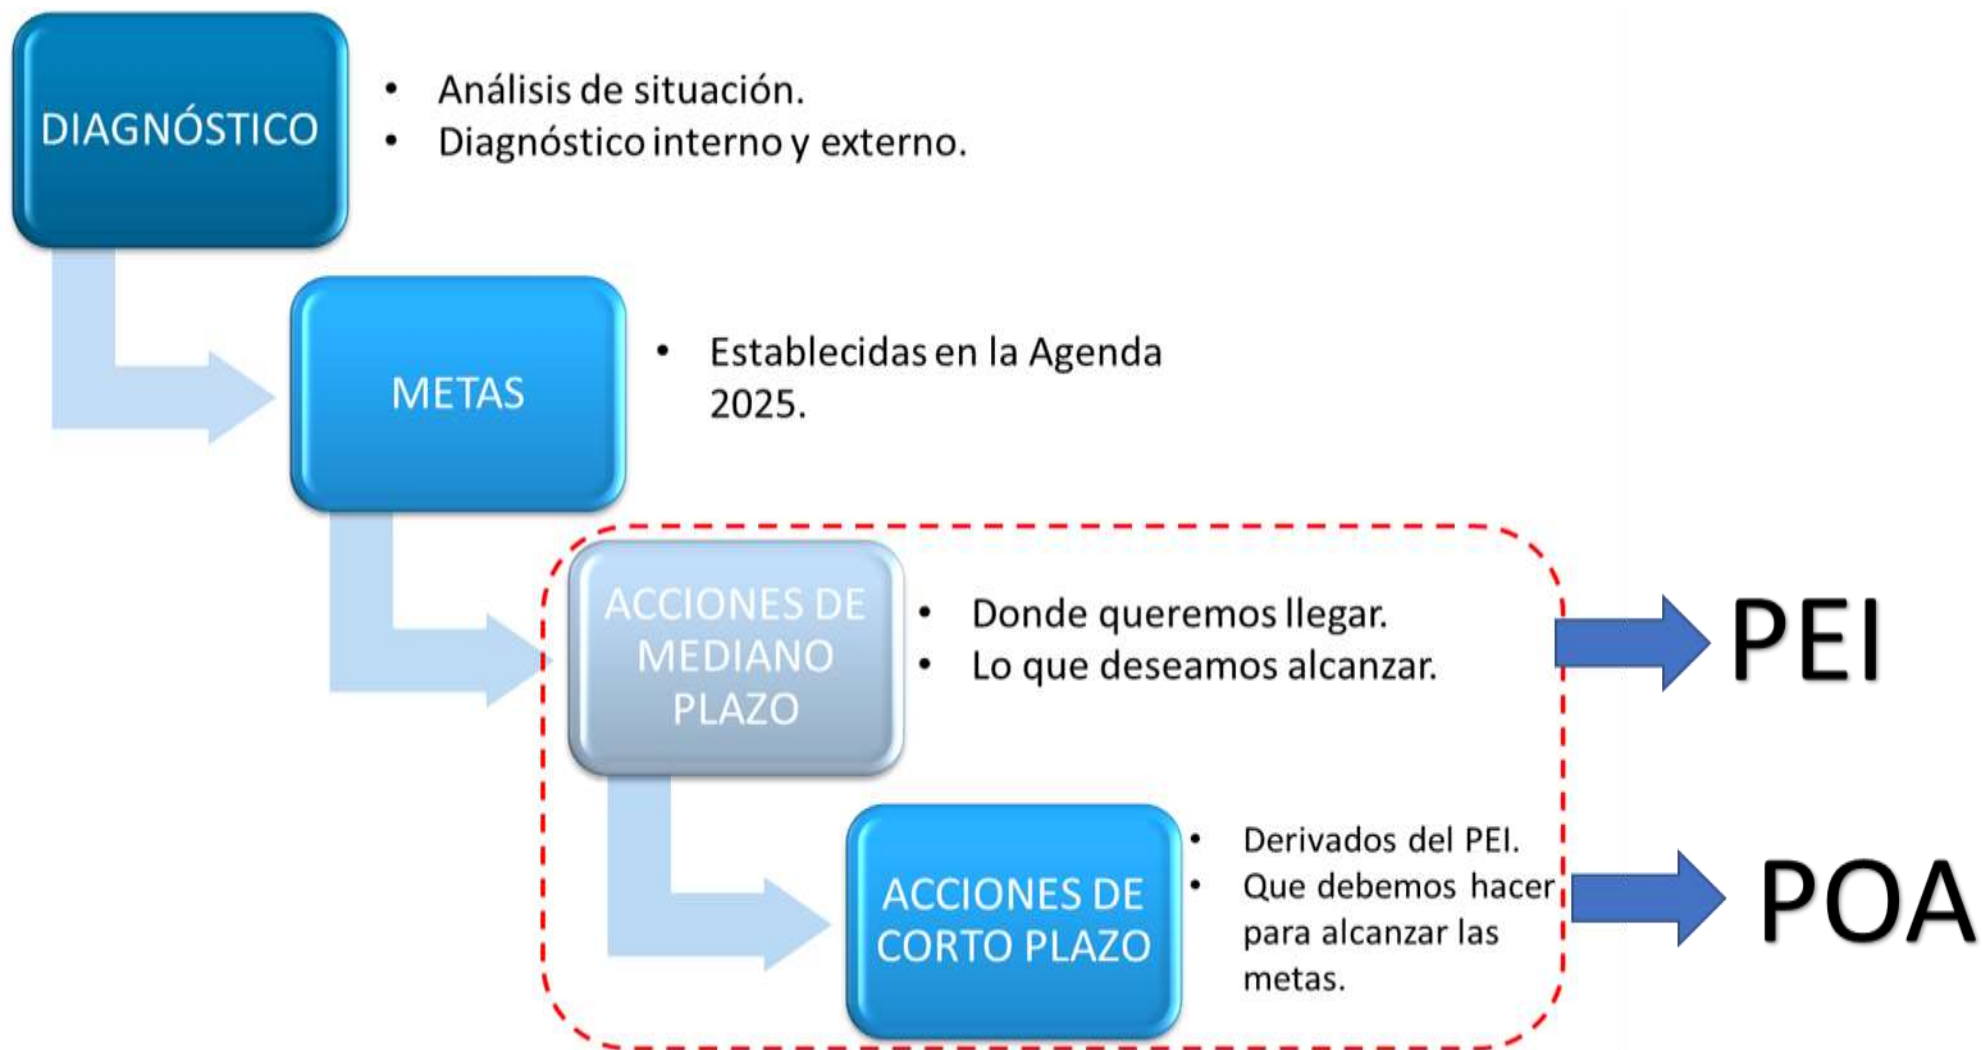 DIAGNÓSTICO
• Análisis de situación.
• Diagnóstico interno y externo.
METAS
• Establecidas en la Agenda
2025.
ACCIONES DE
MEDIANO
PLAZO
• Donde queremos llegar.
• Lo que deseamos alcanzar.
PEI
ACCIONES DE
CORTO PLAZO
• Derivados del PEI.
• Que debemos hacer
para alcanzar las
metas.
POA